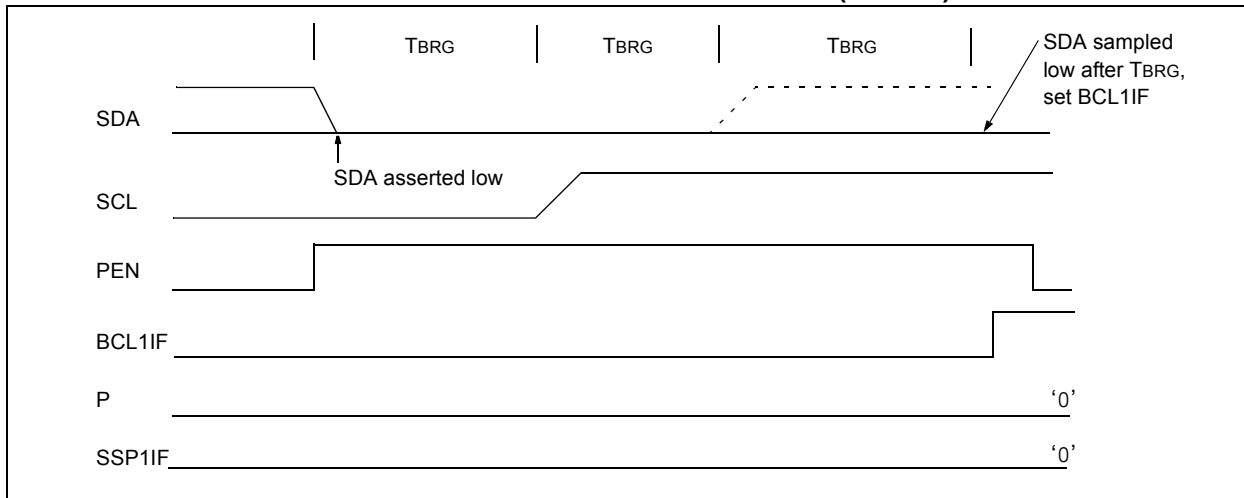 TBRG TBRG TBRG
SDA sampled
low after TBRG,
set BCL1IF
SDA
SDA asserted low
SCL
PEN
BCL1IF
P ‘0’
SSP1IF ‘0’